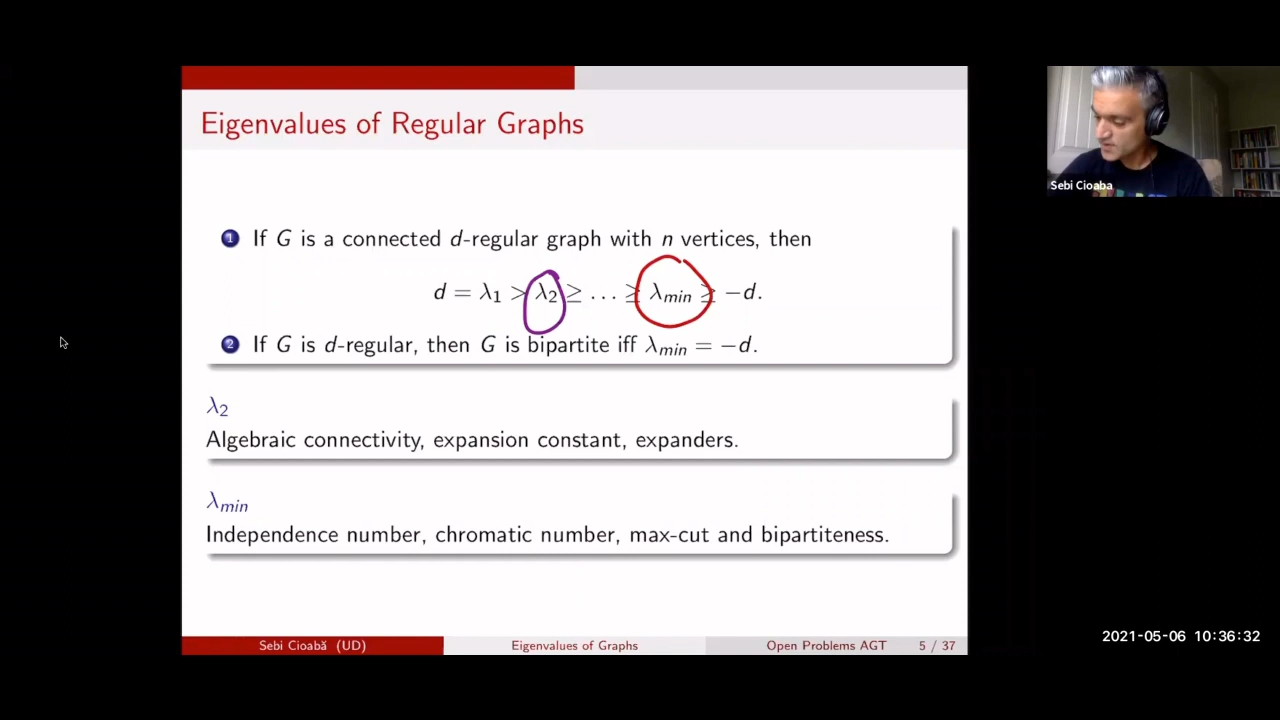 Eigenvalues of Regular Graphs
1 If G is a connected d-regular graph with n vertices, then
d = λ1 > λ2 ≥ … ≥ λmin ≥ −d.
2 If G is d-regular, then G is bipartite iff λmin = −d.
λ2
Algebraic connectivity, expansion constant, expanders.
λmin
Independence number, chromatic number, max-cut and bipartiteness.
Sebi Cioabă (UD) Eigenvalues of Graphs Open Problems AGT 5 / 37
Sebi Cioaba
2021-05-06 10:36:32